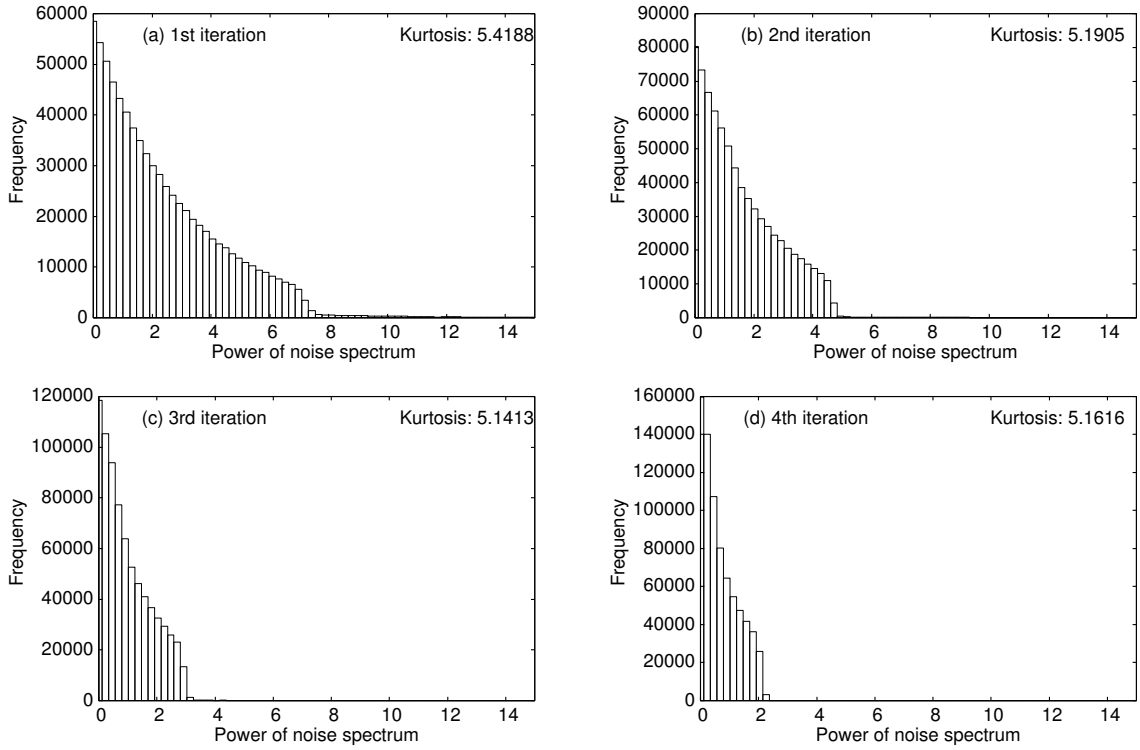 (a) 1st iteration
Kurtosis: 5.4188
60000
50000
40000
30000
20000
10000
0
Frequency
0 2 4 6 8 10 12 14
Power of noise spectrum
(b) 2nd iteration
Kurtosis: 5.1905
90000
80000
70000
60000
50000
40000
30000
20000
10000
0
Frequency
0 2 4 6 8 10 12 14
Power of noise spectrum
(c) 3rd iteration
Kurtosis: 5.1413
120000
100000
80000
60000
40000
20000
0
Frequency
0 2 4 6 8 10 12 14
Power of noise spectrum
(d) 4th iteration
Kurtosis: 5.1616
160000
140000
120000
100000
80000
60000
40000
20000
0
Frequency
0 2 4 6 8 10 12 14
Power of noise spectrum